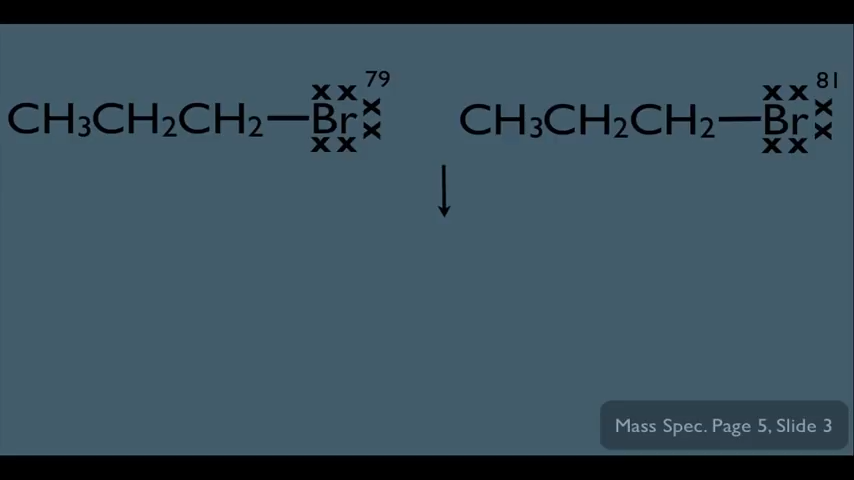 CH₃CH₂CH₂—Br 79
CH₃CH₂CH₂—Br 81
Mass Spec. Page 5, Slide 3